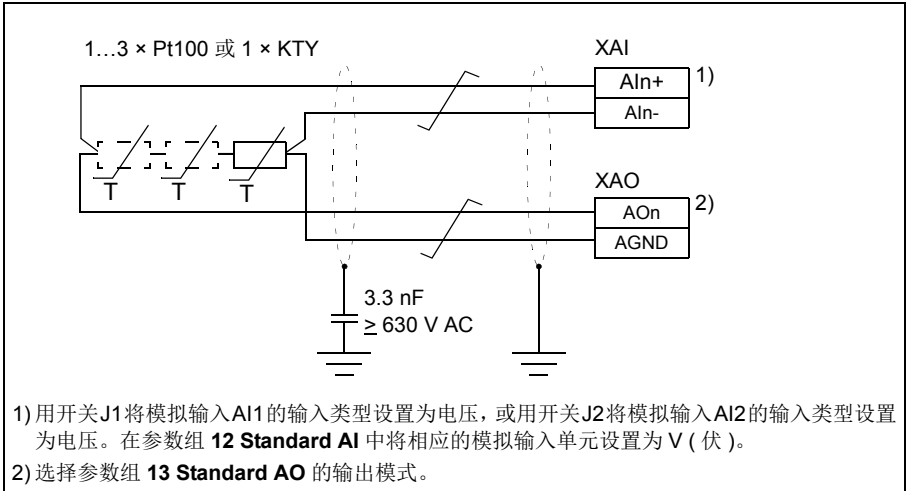 1…3 × Pt100 或 1 × KTY
XAI
AIn+
1)
AIn-
T
T
T
XAO
AOn
2)
AGND
3.3 nF
≥ 630 V AC
1) 用开关J1将模拟输入AI1的输入类型设置为电压，或用开关J2将模拟输入AI2的输入类型设置
为电压。在参数组 12 Standard AI 中将相应的模拟输入单元设置为 V ( 伏 )。
2) 选择参数组 13 Standard AO 的输出模式。